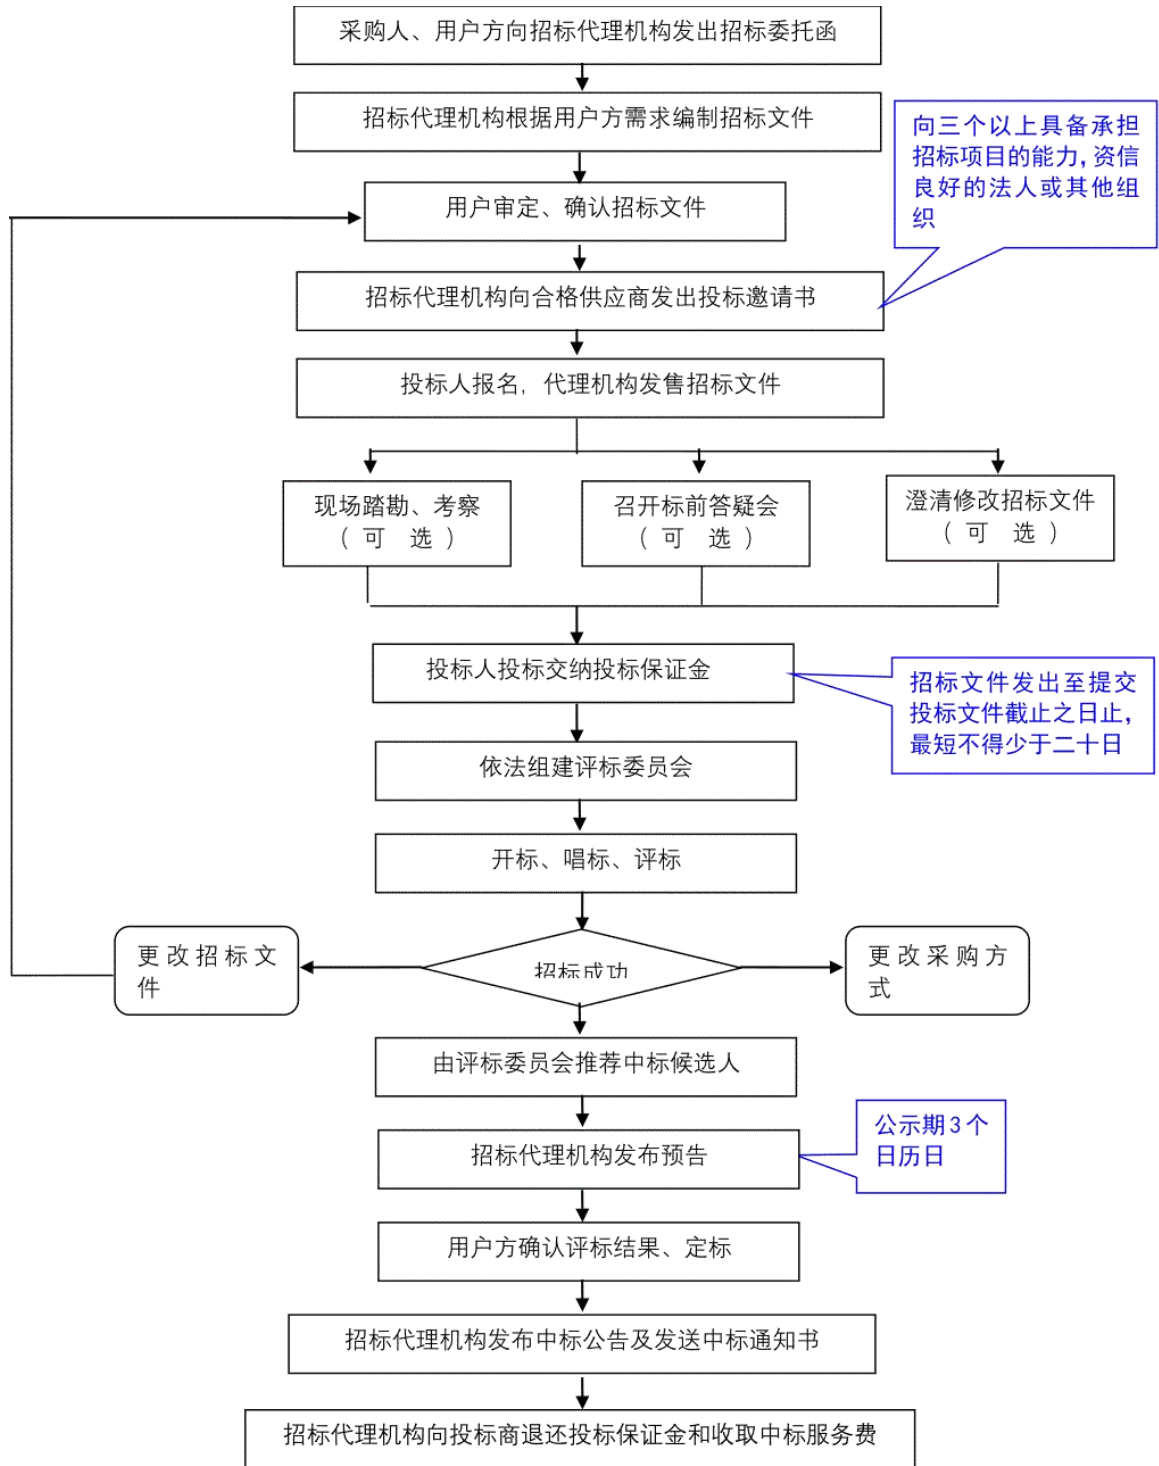 采购人、用户方向招标代理机构发出招标委托函
招标代理机构根据用户方需求编制招标文件
向三个以上具备承担
招标项目的能力,资信
良好的法人或其他组
织
用户审定、确认招标文件
招标代理机构向合格供应商发出投标邀请书
投标人报名,代理机构发售招标文件
现场踏勘、考察
(可 选)
召开标前答疑会
(可 选)
澄清修改招标文件
(可 选)
投标人投标交纳投标保证金
招标文件发出至提交
投标文件截止之日止,
最短不得少于二十日
依法组建评标委员会
开标、唱标、评标
更改招标文
件
招标成功
更改采购方
式
由评标委员会推荐中标候选人
招标代理机构发布预告
公示期3个
日历日
用户方确认评标结果、定标
招标代理机构发布中标公告及发送中标通知书
招标代理机构向投标商退还投标保证金和收取中标服务费